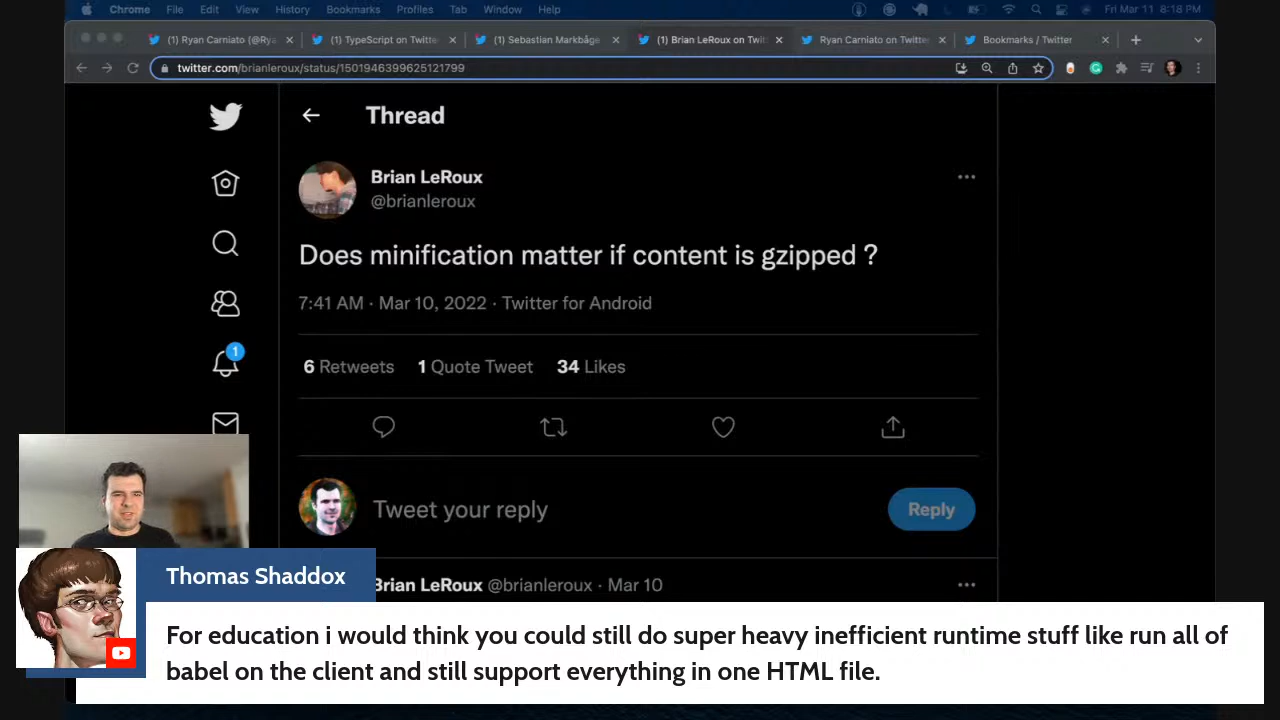 Chrome File Edit View History Bookmarks Profiles Tab Window Help Fri Mar 11 8:18 PM
(1) Ryan Carniato (@Rya (1) TypeScript on Twitte (1) Sebastian Markbåge (1) Brian LeRoux on Twit Ryan Carniato on Twitte Bookmarks / Twitter
twitter.com/brianleroux/status/1501946399625121799
Thread
Brian LeRoux
@brianleroux
Does minification matter if content is gzipped ?
7:41 AM · Mar 10, 2022 · Twitter for Android
1
6 Retweets 1 Quote Tweet 34 Likes
Tweet your reply
Reply
Brian LeRoux @brianleroux · Mar 10
Thomas Shaddox
For education i would think you could still do super heavy inefficient runtime stuff like run all of
babel on the client and still support everything in one HTML file.